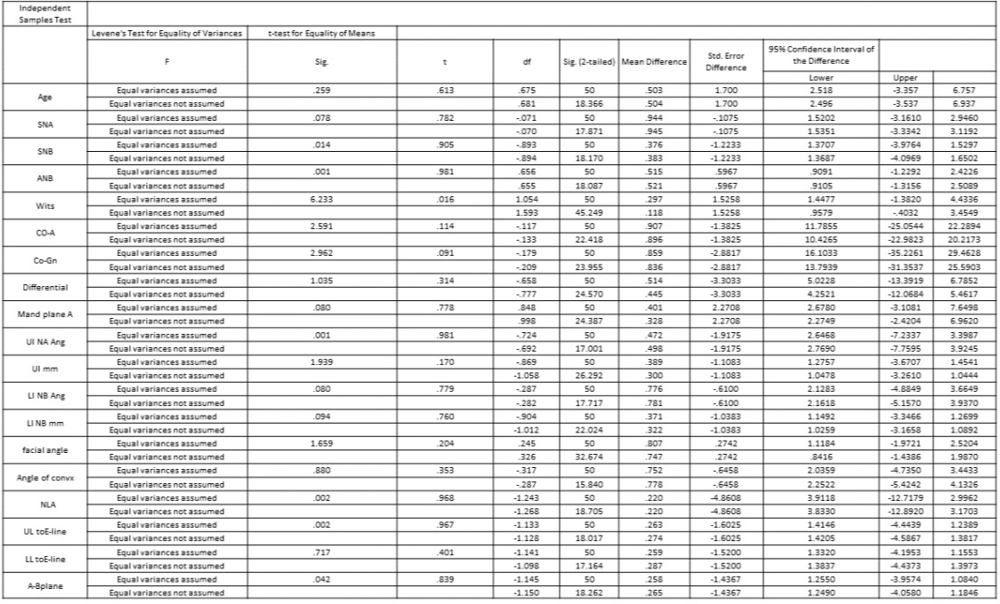 Independent Samples Test
Levene's Test for Equality of Variances t-test for Equality of Means
F Sig. t df Sig. (2-tailed) Mean Difference Std. Error Difference 95% Confidence Interval of the Difference
Lower Upper
Age Equal variances assumed .259 .613 .675 50 .503 1.700 2.518 -3.357 6.757
Equal variances not assumed .681 18.366 .504 1.700 2.496 -3.537 6.937
SNA Equal variances assumed .078 .782 -.071 50 .944 -.1075 1.5202 -3.1610 2.9460
Equal variances not assumed -.070 17.871 .945 -.1075 1.5351 -3.3342 3.1192
SNB Equal variances assumed .014 .905 -.893 50 .376 -1.2233 1.3707 -3.9764 1.5297
Equal variances not assumed -.894 18.170 .383 -1.2233 1.3687 -4.0969 1.6502
ANB Equal variances assumed .001 .981 .656 50 .515 .5967 .9091 -1.2292 2.4226
Equal variances not assumed .655 18.087 .521 .5967 .9105 -1.3156 2.5089
Wits Equal variances assumed 6.233 .016 1.054 50 .297 1.5258 1.4477 -1.3820 4.4336
Equal variances not assumed 1.593 45.249 .118 1.5258 .9579 -.4032 3.4549
CO-A Equal variances assumed 2.591 .114 -.117 50 .907 -1.3825 11.7855 -25.0544 22.2894
Equal variances not assumed -.133 22.418 .896 -1.3825 10.4265 -22.9823 20.2173
Co-Gn Equal variances assumed 2.962 .091 -.179 50 .859 -2.8817 16.1033 -35.2261 29.4628
Equal variances not assumed -.209 23.955 .836 -2.8817 13.7939 -31.3537 25.5903
Differential Equal variances assumed 1.035 .314 -.658 50 .514 -3.3033 5.0228 -13.3919 6.7852
Equal variances not assumed -.777 24.570 .445 -3.3033 4.2521 -12.0684 5.4617
Mand plane A Equal variances assumed .080 .778 .848 50 .401 2.2708 2.6780 -3.1081 7.6498
Equal variances not assumed .998 24.387 .328 2.2708 2.2749 -2.4204 6.9620
UI NA Ang Equal variances assumed .001 .981 -.724 50 .472 -1.9175 2.6468 -7.2337 3.3987
Equal variances not assumed -.692 17.001 .498 -1.9175 2.7690 -7.7595 3.9245
UI mm Equal variances assumed 1.939 .170 -.869 50 .389 -1.1083 1.2757 -3.6707 1.4541
Equal variances not assumed -1.058 26.292 .300 -1.1083 1.0478 -3.2610 1.0444
LI NB Ang Equal variances assumed .080 .779 -.287 50 .776 -.6100 2.1283 -4.8849 3.6649
Equal variances not assumed -.282 17.717 .781 -.6100 2.1618 -5.1570 3.9370
LI NB mm Equal variances assumed .094 .760 -.904 50 .371 -1.0383 1.1492 -3.3466 1.2699
Equal variances not assumed -1.012 22.024 .322 -1.0383 1.0259 -3.1658 1.0892
facial angle Equal variances assumed 1.659 .204 .245 50 .807 .2742 1.1184 -1.9721 2.5204
Equal variances not assumed .326 32.674 .747 .2742 .8416 -1.4386 1.9870
Angle of convx Equal variances assumed .880 .353 -.317 50 .752 -.6458 2.0359 -4.7350 3.4433
Equal variances not assumed -.287 15.840 .778 -.6458 2.2522 -5.4242 4.1326
NLA Equal variances assumed .002 .968 -1.243 50 .220 -4.8608 3.9118 -12.7179 2.9962
Equal variances not assumed -1.268 18.705 .220 -4.8608 3.8330 -12.8920 3.1703
UL toE-line Equal variances assumed .002 .967 -1.133 50 .263 -1.6025 1.4146 -4.4439 1.2389
Equal variances not assumed -1.128 18.017 .274 -1.6025 1.4205 -4.5867 1.3817
LL toE-line Equal variances assumed .717 .401 -1.141 50 .259 -1.5200 1.3320 -4.1953 1.1553
Equal variances not assumed -1.098 17.164 .287 -1.5200 1.3837 -4.4373 1.3973
A-Bplane Equal variances assumed .042 .839 -1.145 50 .258 -1.4367 1.2550 -3.9574 1.0840
Equal variances not assumed -1.150 18.262 .265 -1.4367 1.2490 -4.0580 1.1846